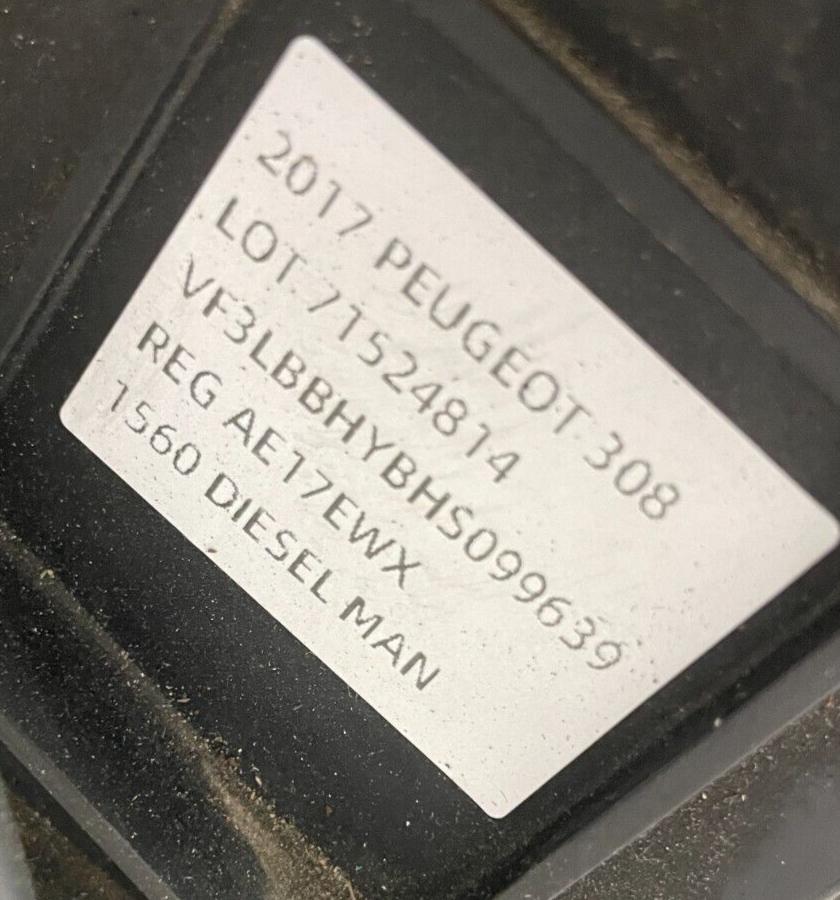 2017 PEUGEOT 308
LOT 71524814
VF3LBBHYBHS099639
REG AE17EWX
1560 DIESEL MAN